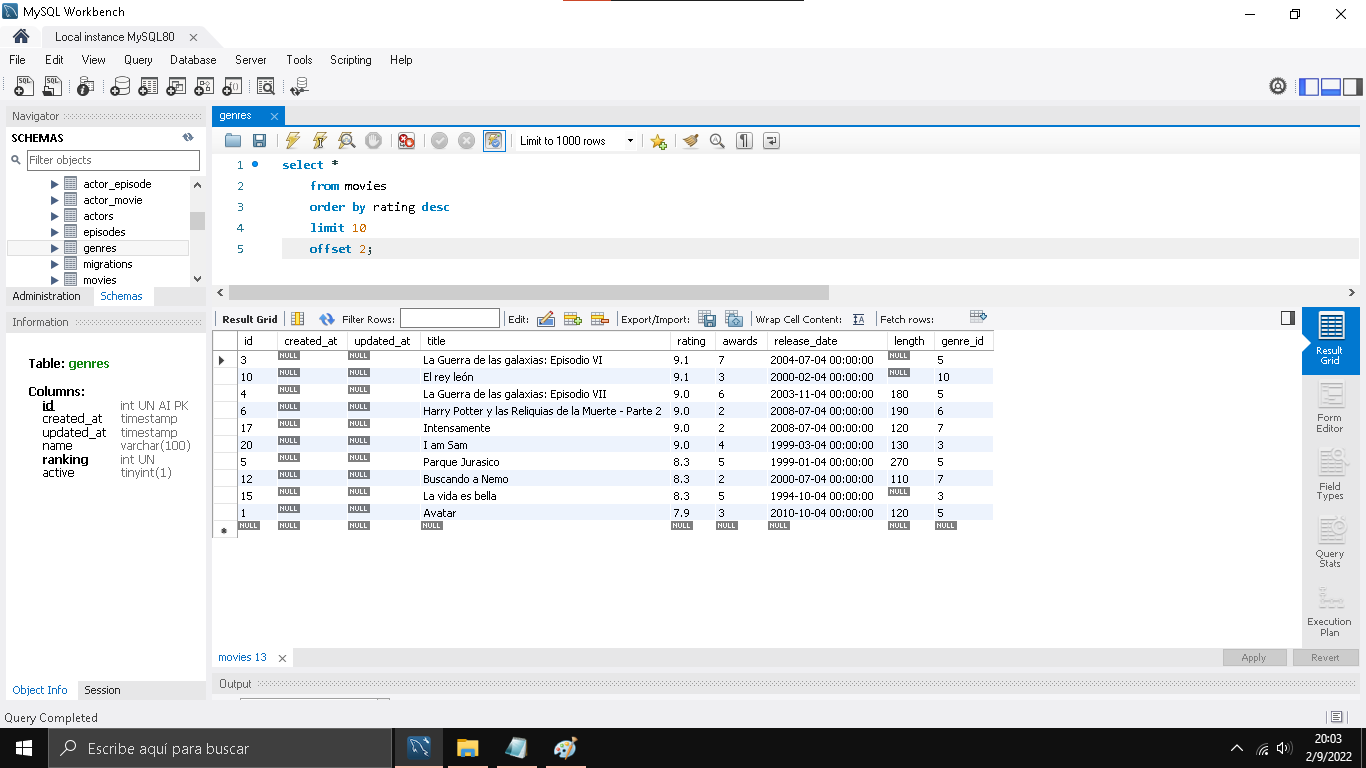 MySQL Workbench
Local instance MySQL80
File Edit View Query Database Server Tools Scripting Help
Navigator
SCHEMAS
Filter objects
actor_episode
actor_movie
actors
episodes
genres
migrations
movies
Administration Schemas
Information
Table: genres
Columns:
id int UN AI PK
created_at timestamp
updated_at timestamp
name varchar(100)
ranking int UN
active tinyint(1)
Object Info Session
genres
Limit to 1000 rows
1 select *
2 from movies
3 order by rating desc
4 limit 10
5 offset 2;
Result Grid Filter Rows: Edit: Export/Import: Wrap Cell Content: Fetch rows:
id created_at updated_at title rating awards release_date length genre_id
3 NULL NULL La Guerra de las galaxias: Episodio VI 9.1 7 2004-07-04 00:00:00 NULL 5
10 NULL NULL El rey león 9.1 3 2000-02-04 00:00:00 NULL 10
4 NULL NULL La Guerra de las galaxias: Episodio VII 9.0 6 2003-11-04 00:00:00 180 5
6 NULL NULL Harry Potter y las Reliquias de la Muerte - Parte 2 9.0 2 2008-07-04 00:00:00 190 6
17 NULL NULL Intensamente 9.0 2 2008-07-04 00:00:00 120 7
20 NULL NULL I am Sam 9.0 4 1999-03-04 00:00:00 130 3
5 NULL NULL Parque Jurasico 8.3 5 1999-01-04 00:00:00 270 5
12 NULL NULL Buscando a Nemo 8.3 2 2000-07-04 00:00:00 110 7
15 NULL NULL La vida es bella 8.3 5 1994-10-04 00:00:00 NULL 3
1 NULL NULL Avatar 7.9 3 2010-10-04 00:00:00 120 5
NULL NULL NULL NULL NULL NULL NULL NULL NULL
Result
Grid
Form
Editor
Field
Types
Query
Stats
Execution
Plan
movies 13
Apply Revert
Output
Query Completed
Escribe aquí para buscar
20:03
2/9/2022